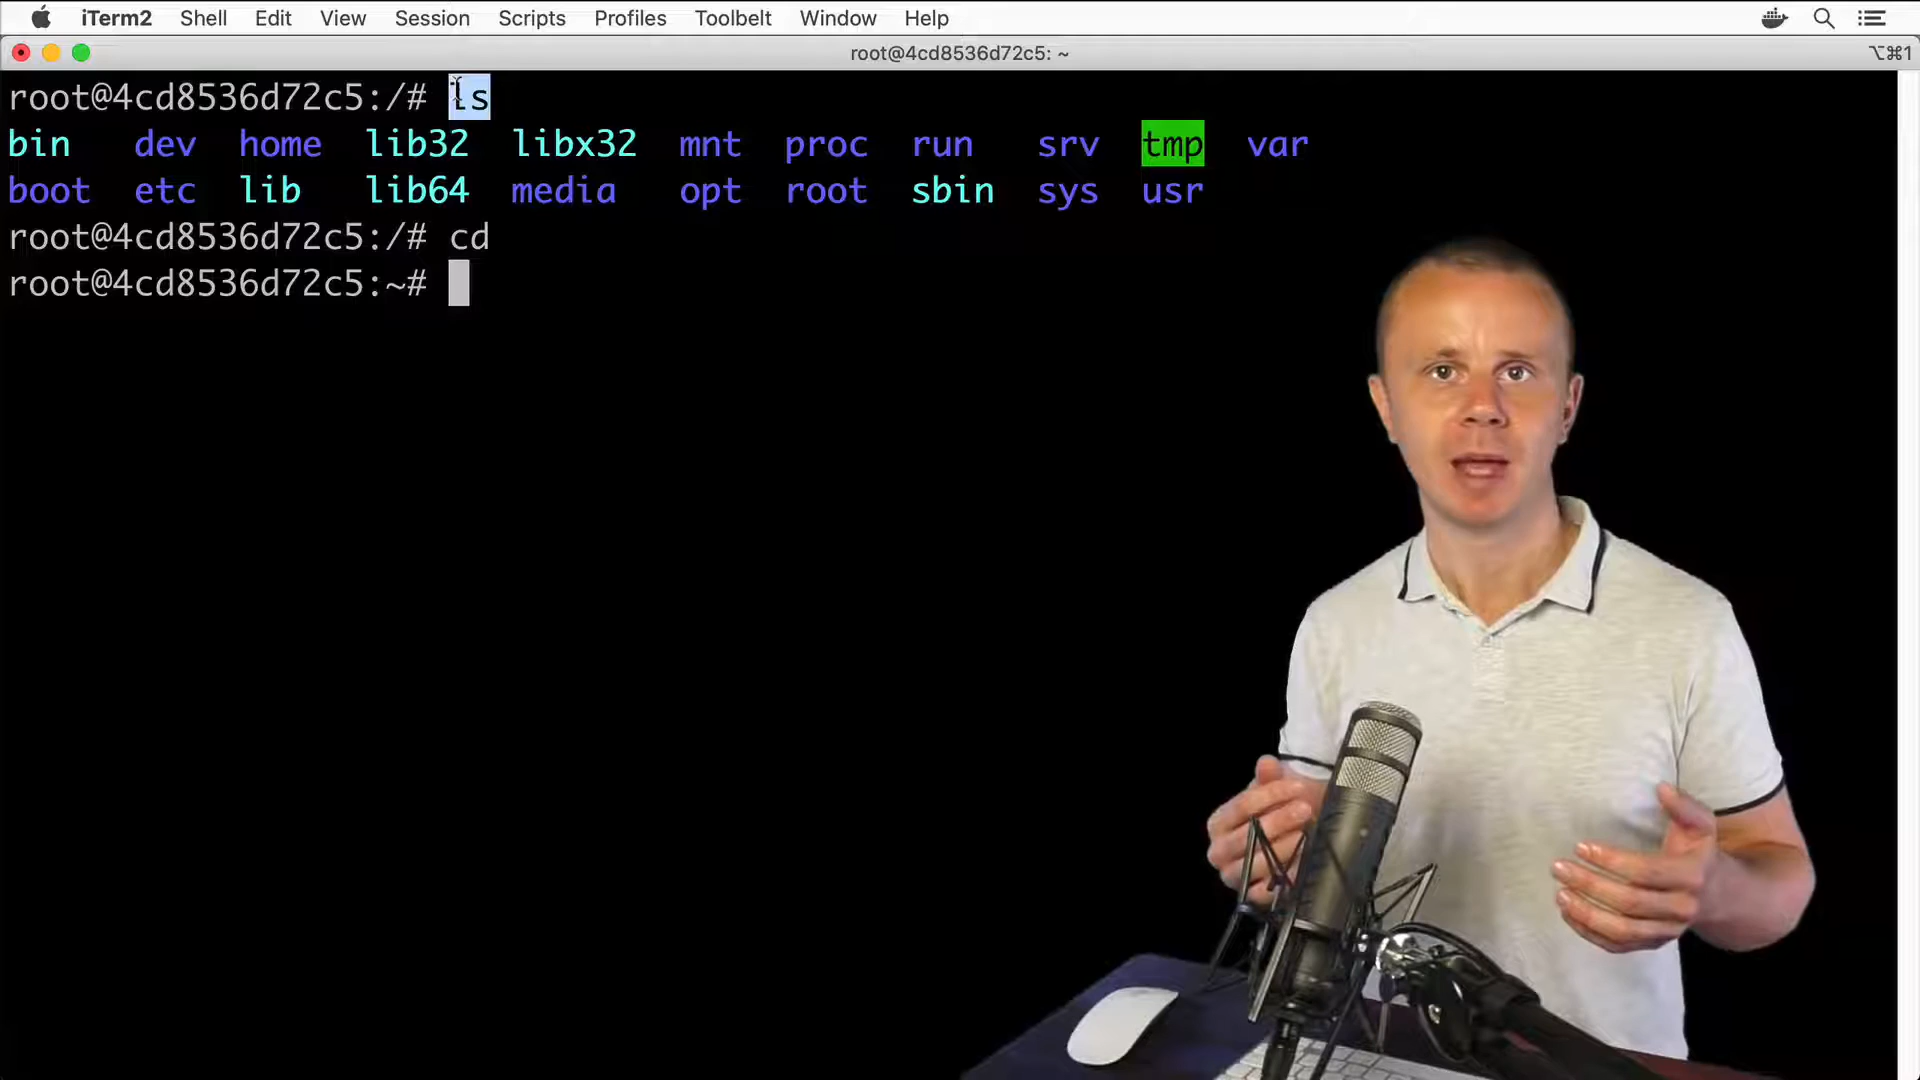 iTerm2 Shell Edit View Session Scripts Profiles Toolbelt Window Help
root@4cd8536d72c5: ~ ⌥⌘1
root@4cd8536d72c5:/# ls
bin dev home lib32 libx32 mnt proc run srv tmp var
boot etc lib lib64 media opt root sbin sys usr
root@4cd8536d72c5:/# cd
root@4cd8536d72c5:~#